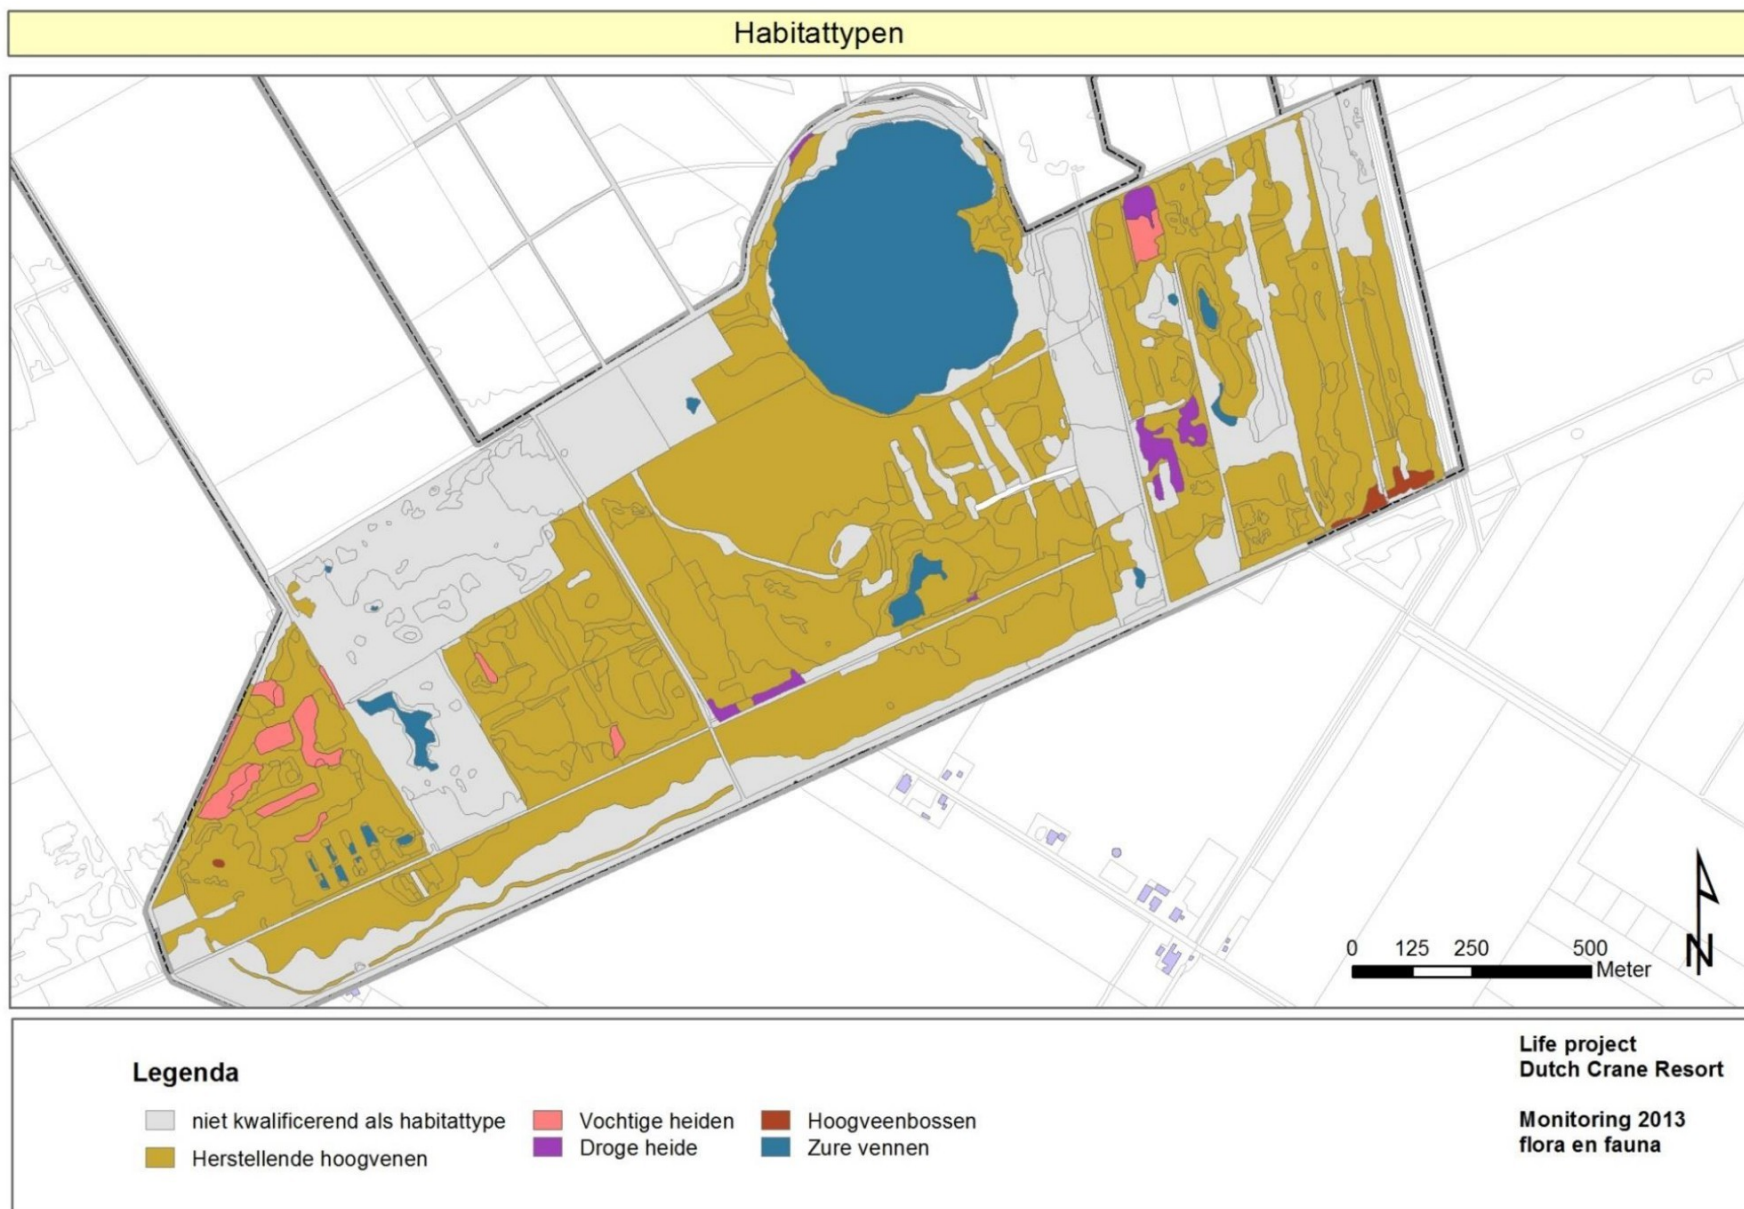 Habitattypen
0 125 250 500
Meter
N
Legenda
niet kwalificerend als habitattype
Herstellende hoogvenen
Vochtige heiden
Droge heide
Hoogveenbossen
Zure vennen
Life project
Dutch Crane Resort
Monitoring 2013
flora en fauna